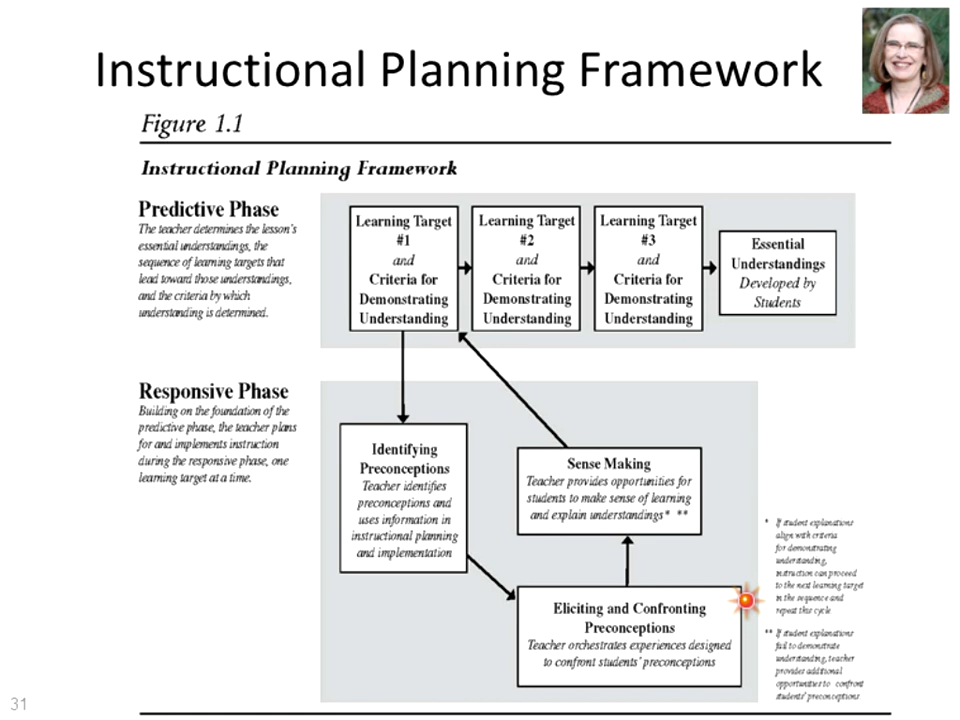 Instructional Planning Framework
Figure 1.1
Instructional Planning Framework
Predictive Phase
The teacher determines the lesson's
essential understandings, the
sequence of learning targets that
lead toward those understandings,
and the criteria by which
understanding is determined.
Learning Target
#1
and
Criteria for
Demonstrating
Understanding
Learning Target
#2
and
Criteria for
Demonstrating
Understanding
Learning Target
#3
and
Criteria for
Demonstrating
Understanding
Essential
Understandings
Developed by
Students
Responsive Phase
Building on the foundation of the
predictive phase, the teacher plans
for and implements instruction
during the responsive phase, one
learning target at a time.
Identifying
Preconceptions
Teacher identifies
preconceptions and
uses information in
instructional planning
and implementation
Sense Making
Teacher provides opportunities for
students to make sense of learning
and explain understandings* **
Eliciting and Confronting
Preconceptions
Teacher orchestrates experiences designed
to confront students' preconceptions
* If student explanations
align with criteria
for demonstrating
understanding,
instruction can proceed
to the next learning target
in the sequence and
repeat this cycle
** If student explanations
fail to demonstrate
understanding, teacher
provides additional
opportunities to confront
students' preconceptions
31